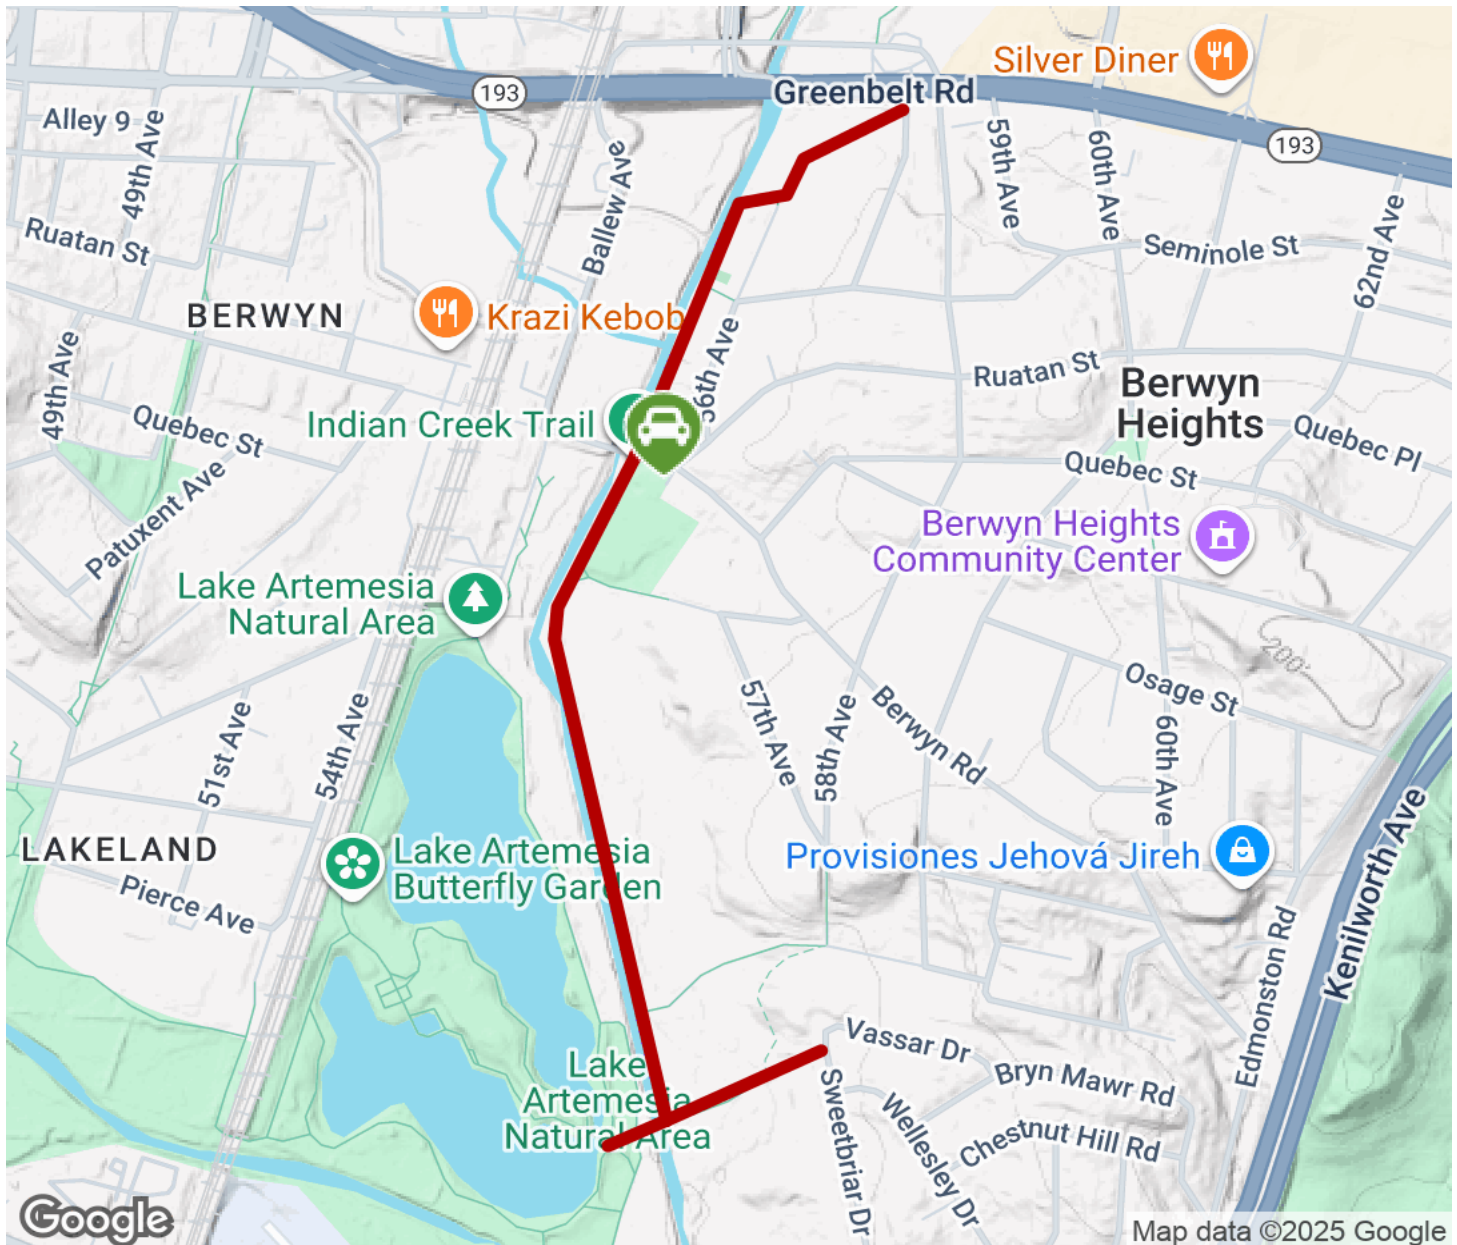 Silver Diner
193
Greenbelt Rd
Alley 9
49th Ave
59th Ave
60th Ave
193
Ruatan St
Ballew Ave
Seminole St
62nd Ave
BERWYN
Krazi Kebob
49th Ave
56th Ave
Ruatan St
Berwyn
Heights
Quebec St
Indian Creek Trail
Quebec Pl
Quebec St
Patuxent Ave
Berwyn Heights
Community Center
Lake Artemesia
Natural Area
200'
Osage St
57th Ave
58th Ave
Berwyn Rd
60th Ave
51st Ave
54th Ave
LAKELAND
Lake Artemesia
Butterfly Garden
Provisiones Jehová Jireh
Kenilworth Ave
Pierce Ave
Edmonston Rd
Vassar Dr
Lake
Artemesia
Natural Area
Bryn Mawr Rd
Sweetbriar Dr
Wellesley Dr
Chestnut Hill Rd
Google
Map data ©2025 Google